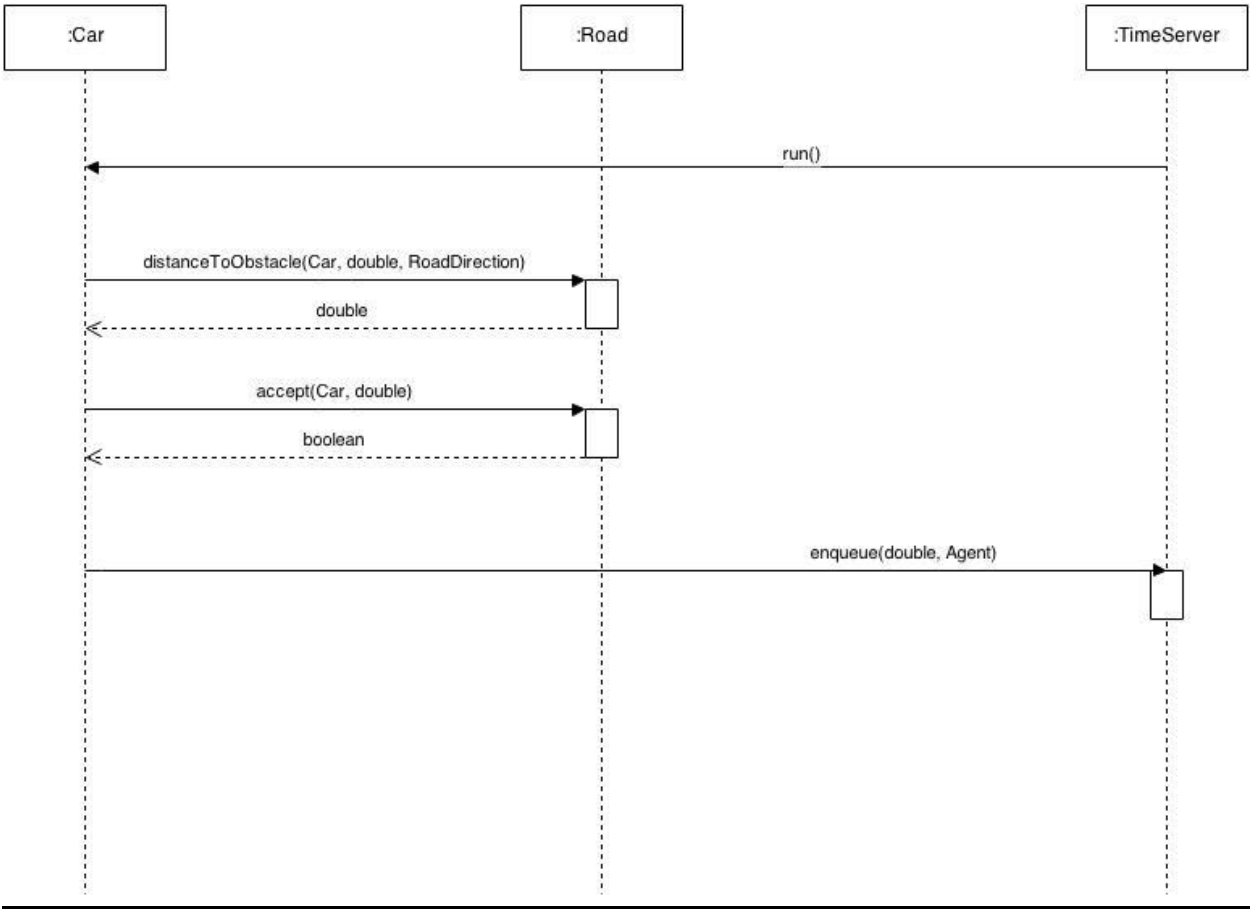 :Car
:Road
:TimeServer
run()
distanceToObstacle(Car, double, RoadDirection)
double
accept(Car, double)
boolean
enqueue(double, Agent)